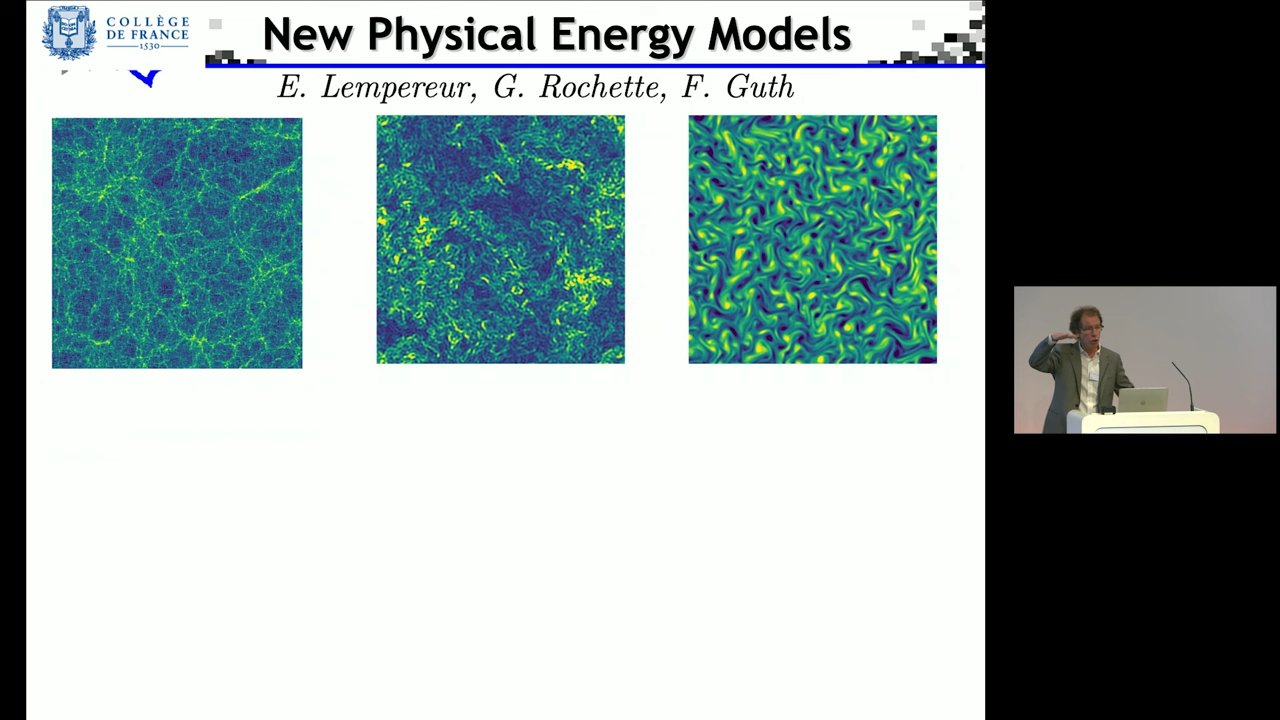 COLLÈGE
DE FRANCE
1530
New Physical Energy Models
E. Lempereur, G. Rochette, F. Guth